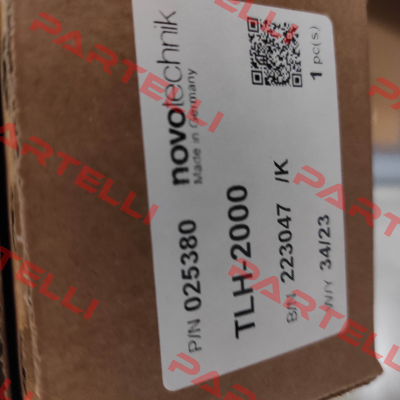 novotechnik
Made in Germany
1 pc(s)
P/N 025380
TLH-2000
B/N 223047 /K
W/Y 34/23
PARTELLI
PARTELLI
PARTELLI
PARTELLI
PARTELLI